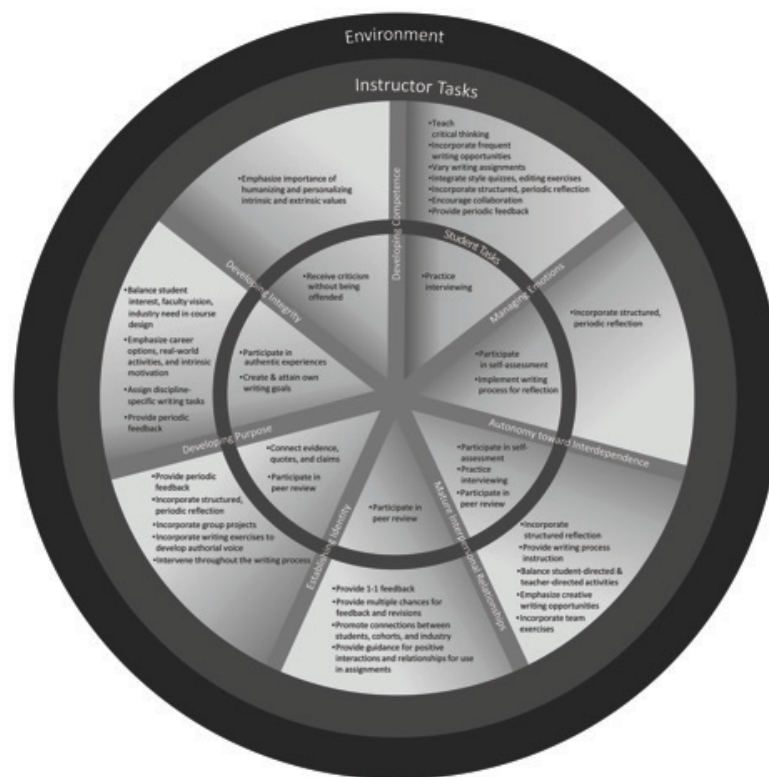 Environment
Instructor Tasks
•Teach
critical thinking
•Incorporate frequent
writing opportunities
•Vary writing assignments
•Integrate style quizzes, editing exercises
•Incorporate structured, periodic reflection
•Encourage collaboration
•Provide periodic feedback
Developing Competence
Student Tasks
•Practice
interviewing
Managing Emotions
•Incorporate structured,
periodic reflection
•Participate
in self-assessment
•Implement writing
process for reflection
Autonomy toward Interdependence
•Participate in self-
assessment
•Practice
interviewing
•Participate in
peer review
•Incorporate
structured reflection
•Provide writing process
instruction
•Balance student-directed &
teacher-directed activities
•Emphasize creative
writing opportunities
•Incorporate team
exercises
Mature Interpersonal Relationships
•Participate in
peer review
•Provide 1-1 feedback
•Provide multiple chances for
feedback and revisions
•Promote connections between
students, cohorts, and industry
•Provide guidance for positive
interactions and relationships for use
in assignments
Establishing Identity
•Connect evidence,
quotes, and claims
•Participate in
peer review
•Provide periodic
feedback
•Incorporate structured,
periodic reflection
•Incorporate group projects
•Incorporate writing exercises to
develop authorial voice
•Intervene throughout the writing process
Developing Purpose
•Participate in
authentic experiences
•Create & attain own
writing goals
•Balance student
interest, faculty vision,
industry need in course
design
•Emphasize career
options, real-world
activities, and intrinsic
motivation
•Assign discipline-
specific writing tasks
•Provide periodic
feedback
Developing Integrity
•Receive criticism
without being
offended
•Emphasize importance of
humanizing and personalizing
intrinsic and extrinsic values